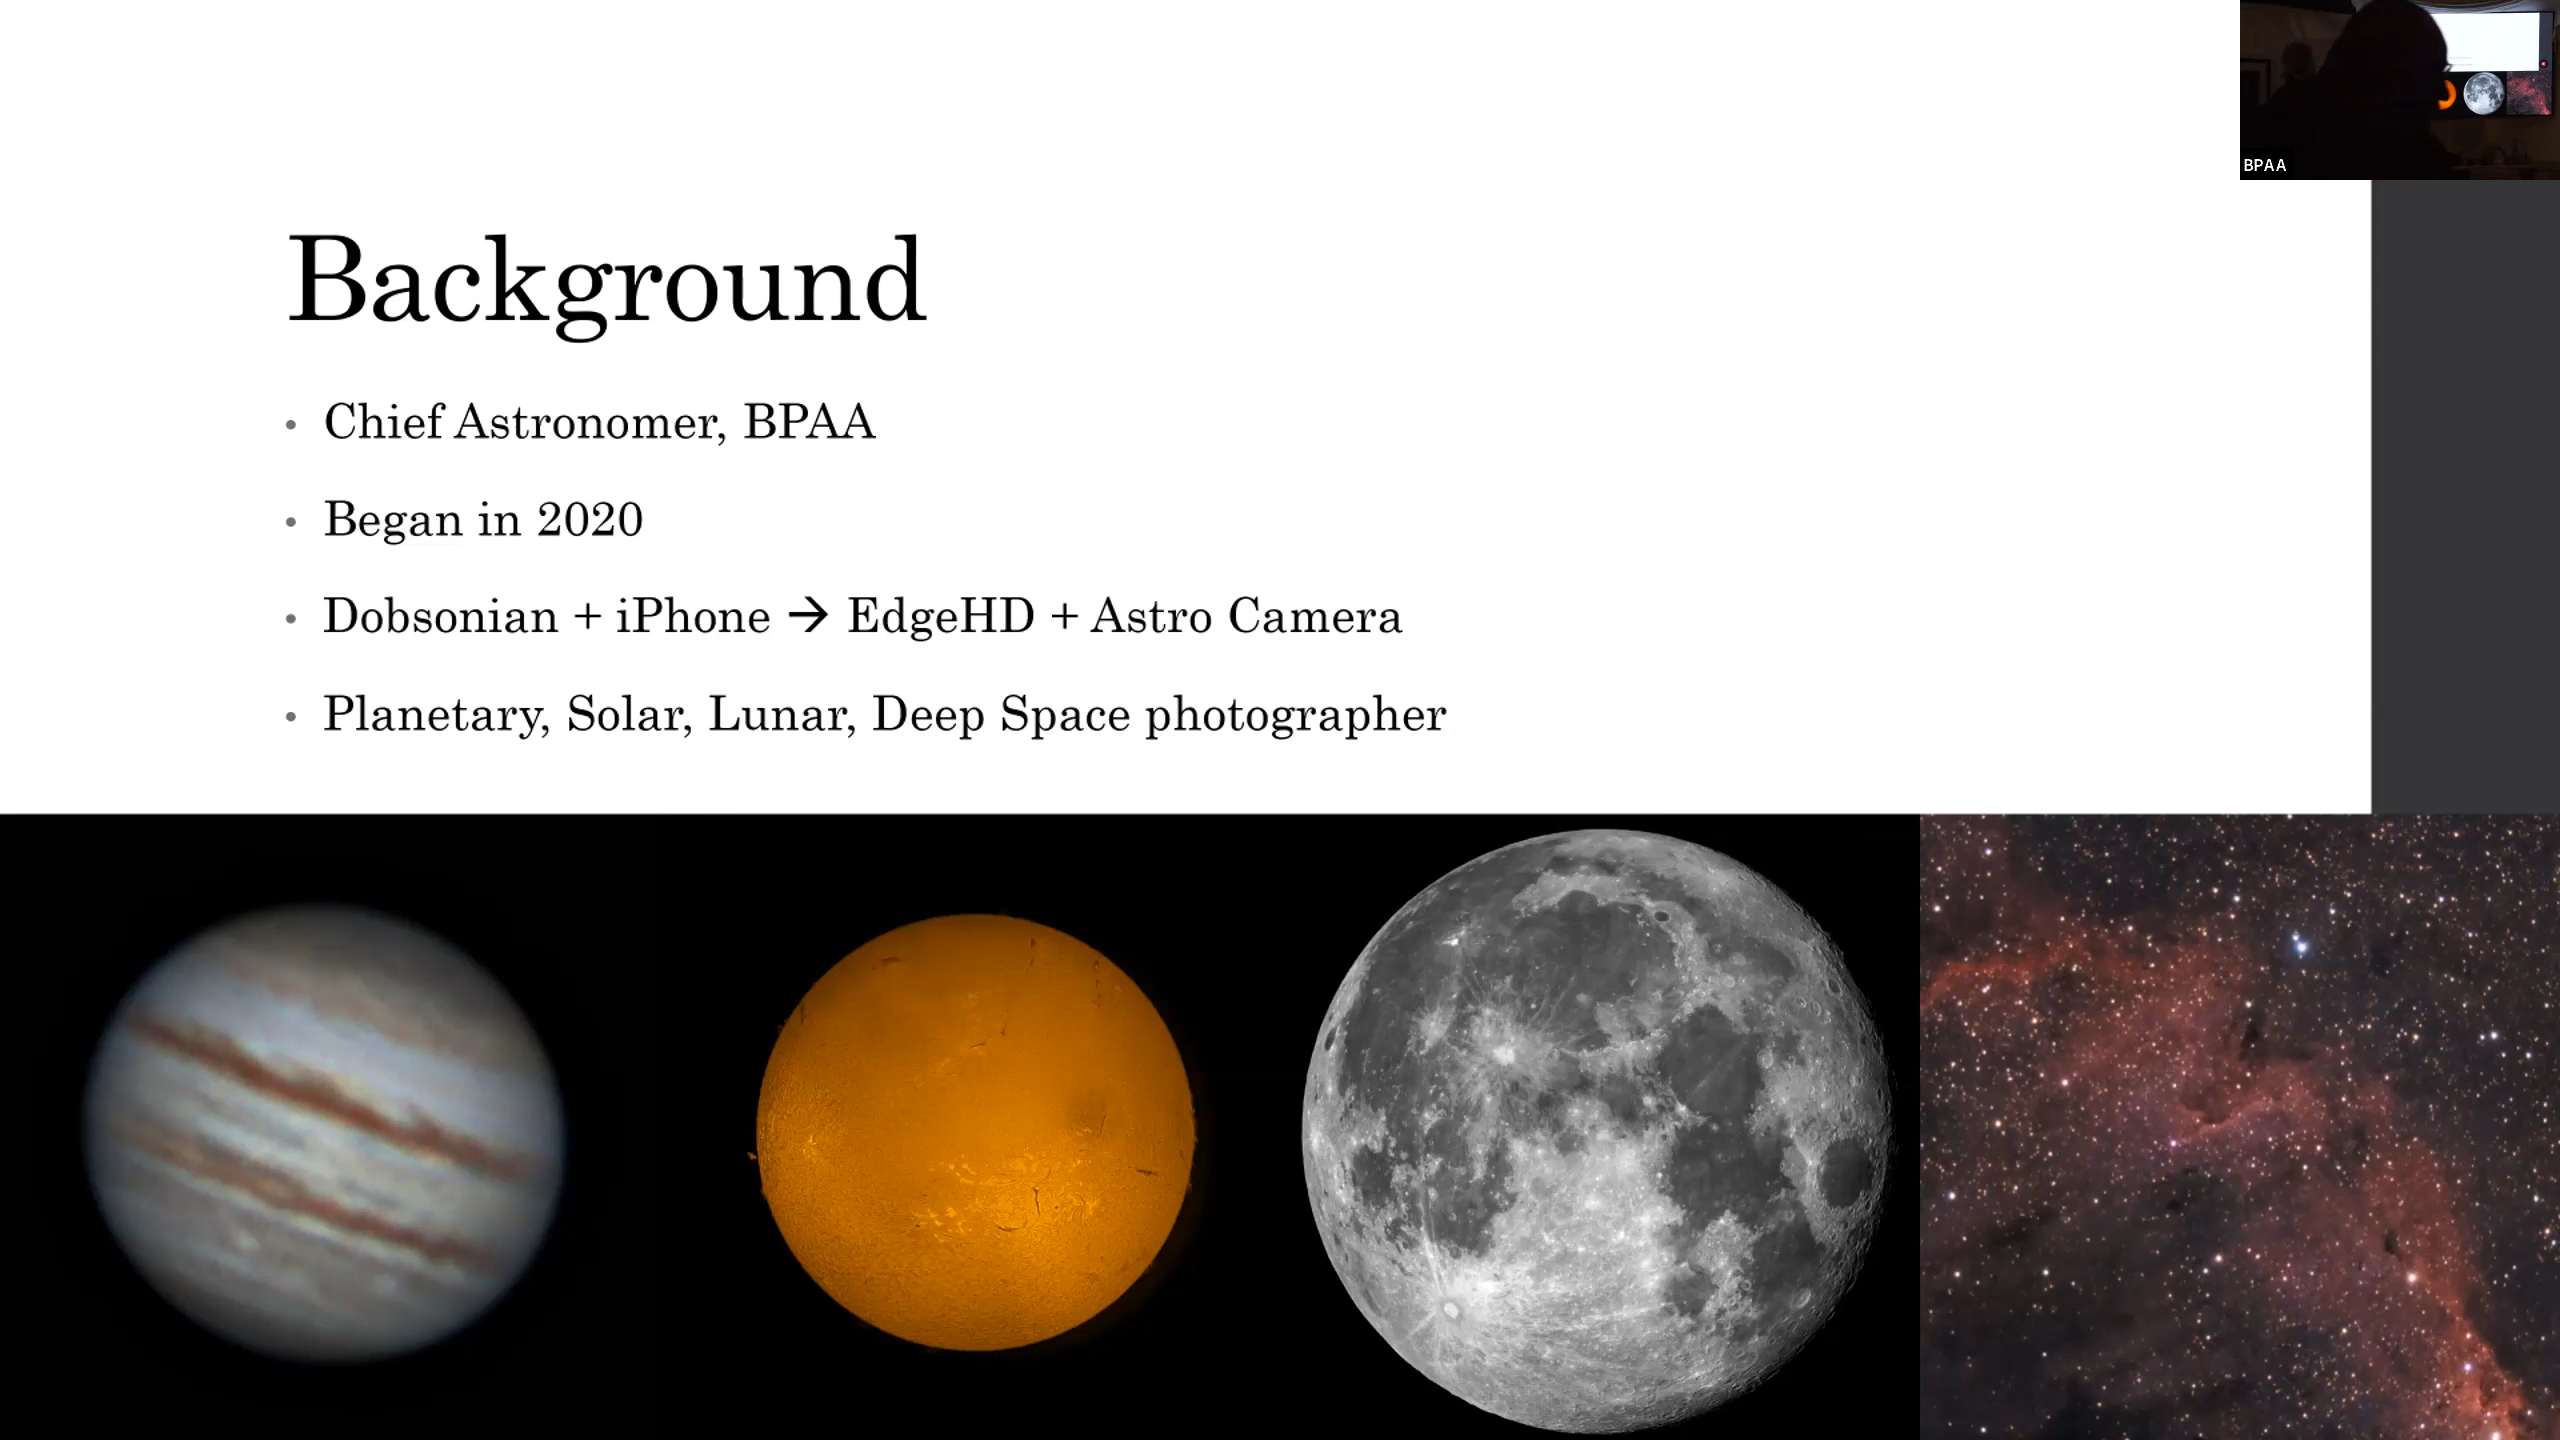 BPAA
Background
• Chief Astronomer, BPAA
• Began in 2020
• Dobsonian + iPhone → EdgeHD + Astro Camera
• Planetary, Solar, Lunar, Deep Space photographer